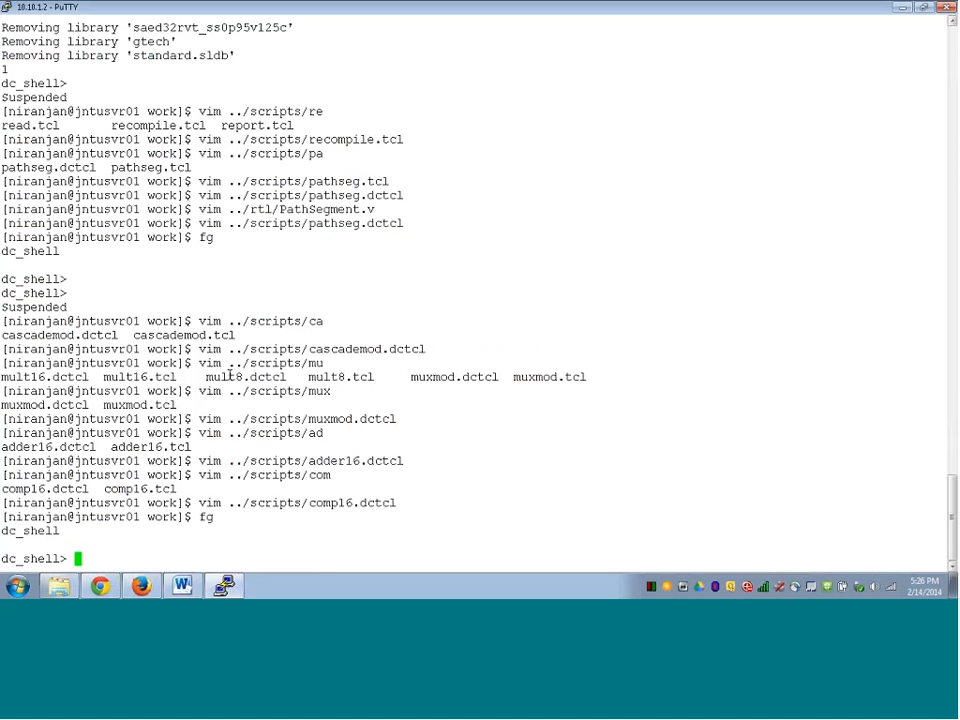 10.10.1.2 - PuTTY
Removing library 'saed32rvt_ss0p95v125c'
Removing library 'gtech'
Removing library 'standard.sldb'
1
dc_shell>
Suspended
[niranjan@jntusvr01 work]$ vim ../scripts/re
read.tcl recompile.tcl report.tcl
[niranjan@jntusvr01 work]$ vim ../scripts/recompile.tcl
[niranjan@jntusvr01 work]$ vim ../scripts/pa
pathseg.dctcl pathseg.tcl
[niranjan@jntusvr01 work]$ vim ../scripts/pathseg.tcl
[niranjan@jntusvr01 work]$ vim ../scripts/pathseg.dctcl
[niranjan@jntusvr01 work]$ vim ../rtl/PathSegment.v
[niranjan@jntusvr01 work]$ vim ../scripts/pathseg.dctcl
[niranjan@jntusvr01 work]$ fg
dc_shell
dc_shell>
dc_shell>
Suspended
[niranjan@jntusvr01 work]$ vim ../scripts/ca
cascademod.dctcl cascademod.tcl
[niranjan@jntusvr01 work]$ vim ../scripts/cascademod.dctcl
[niranjan@jntusvr01 work]$ vim ../scripts/mu
mult16.dctcl mult16.tcl mult8.dctcl mult8.tcl muxmod.dctcl muxmod.tcl
[niranjan@jntusvr01 work]$ vim ../scripts/mux
muxmod.dctcl muxmod.tcl
[niranjan@jntusvr01 work]$ vim ../scripts/muxmod.dctcl
[niranjan@jntusvr01 work]$ vim ../scripts/ad
adder16.dctcl adder16.tcl
[niranjan@jntusvr01 work]$ vim ../scripts/adder16.dctcl
[niranjan@jntusvr01 work]$ vim ../scripts/com
comp16.dctcl comp16.tcl
[niranjan@jntusvr01 work]$ vim ../scripts/comp16.dctcl
[niranjan@jntusvr01 work]$ fg
dc_shell
dc_shell>
5:26 PM
2/14/2014